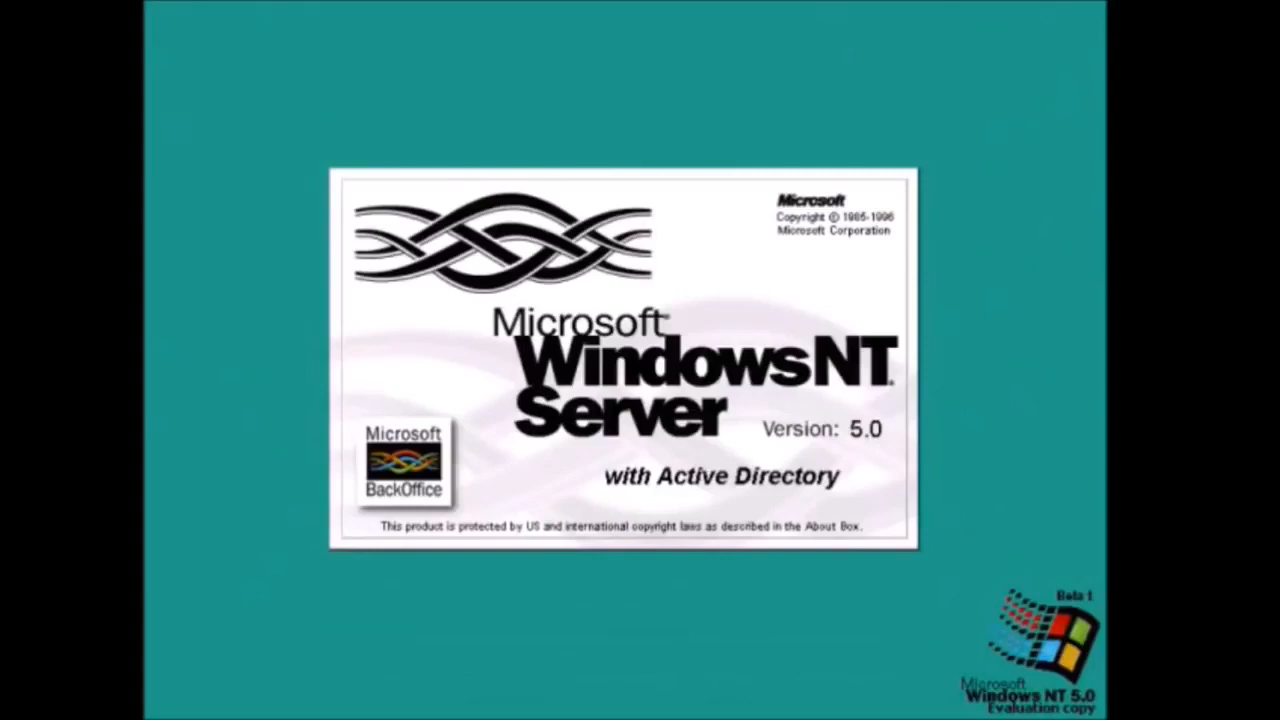 Microsoft
Copyright © 1985-1996
Microsoft Corporation
Microsoft®
Windows NT®
Server
Version: 5.0
with Active Directory
Microsoft
BackOffice
This product is protected by US and international copyright laws as described in the About Box.
Beta 1
Microsoft
Windows NT 5.0
Evaluation copy